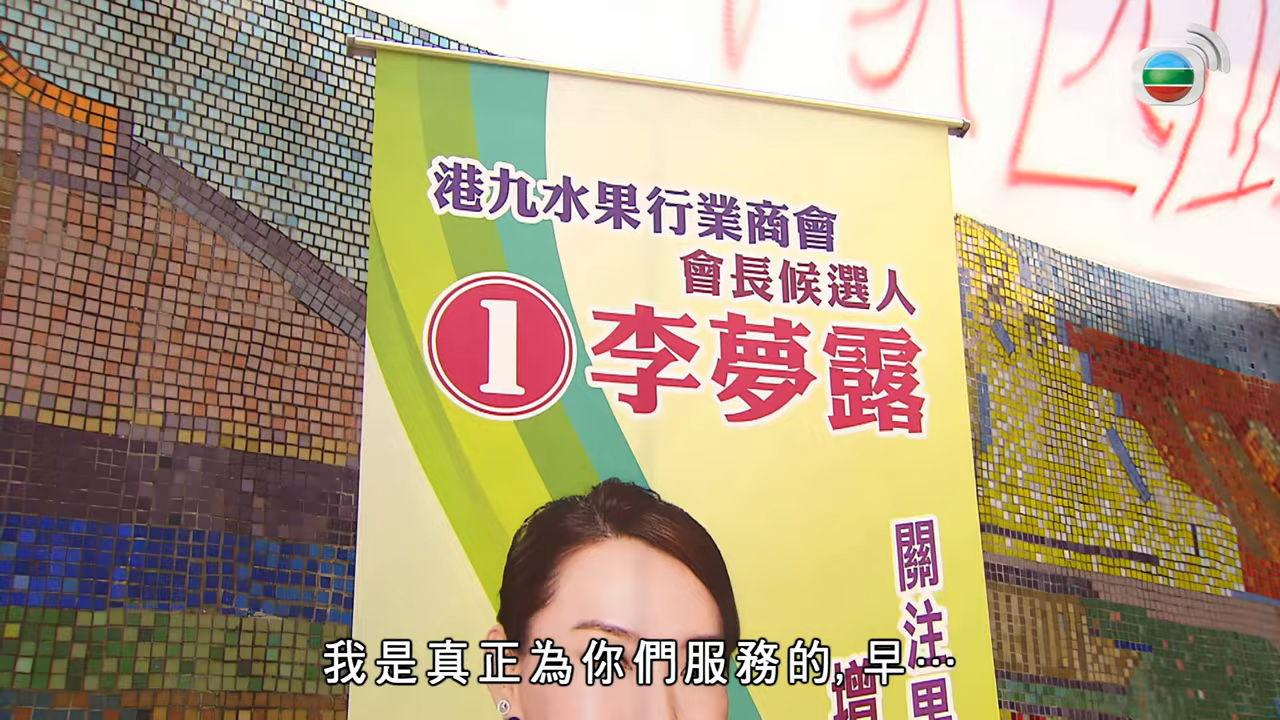 港九水果行業商會
會長候選人
1 李夢露
關注
我是真正為你們服務的,早…